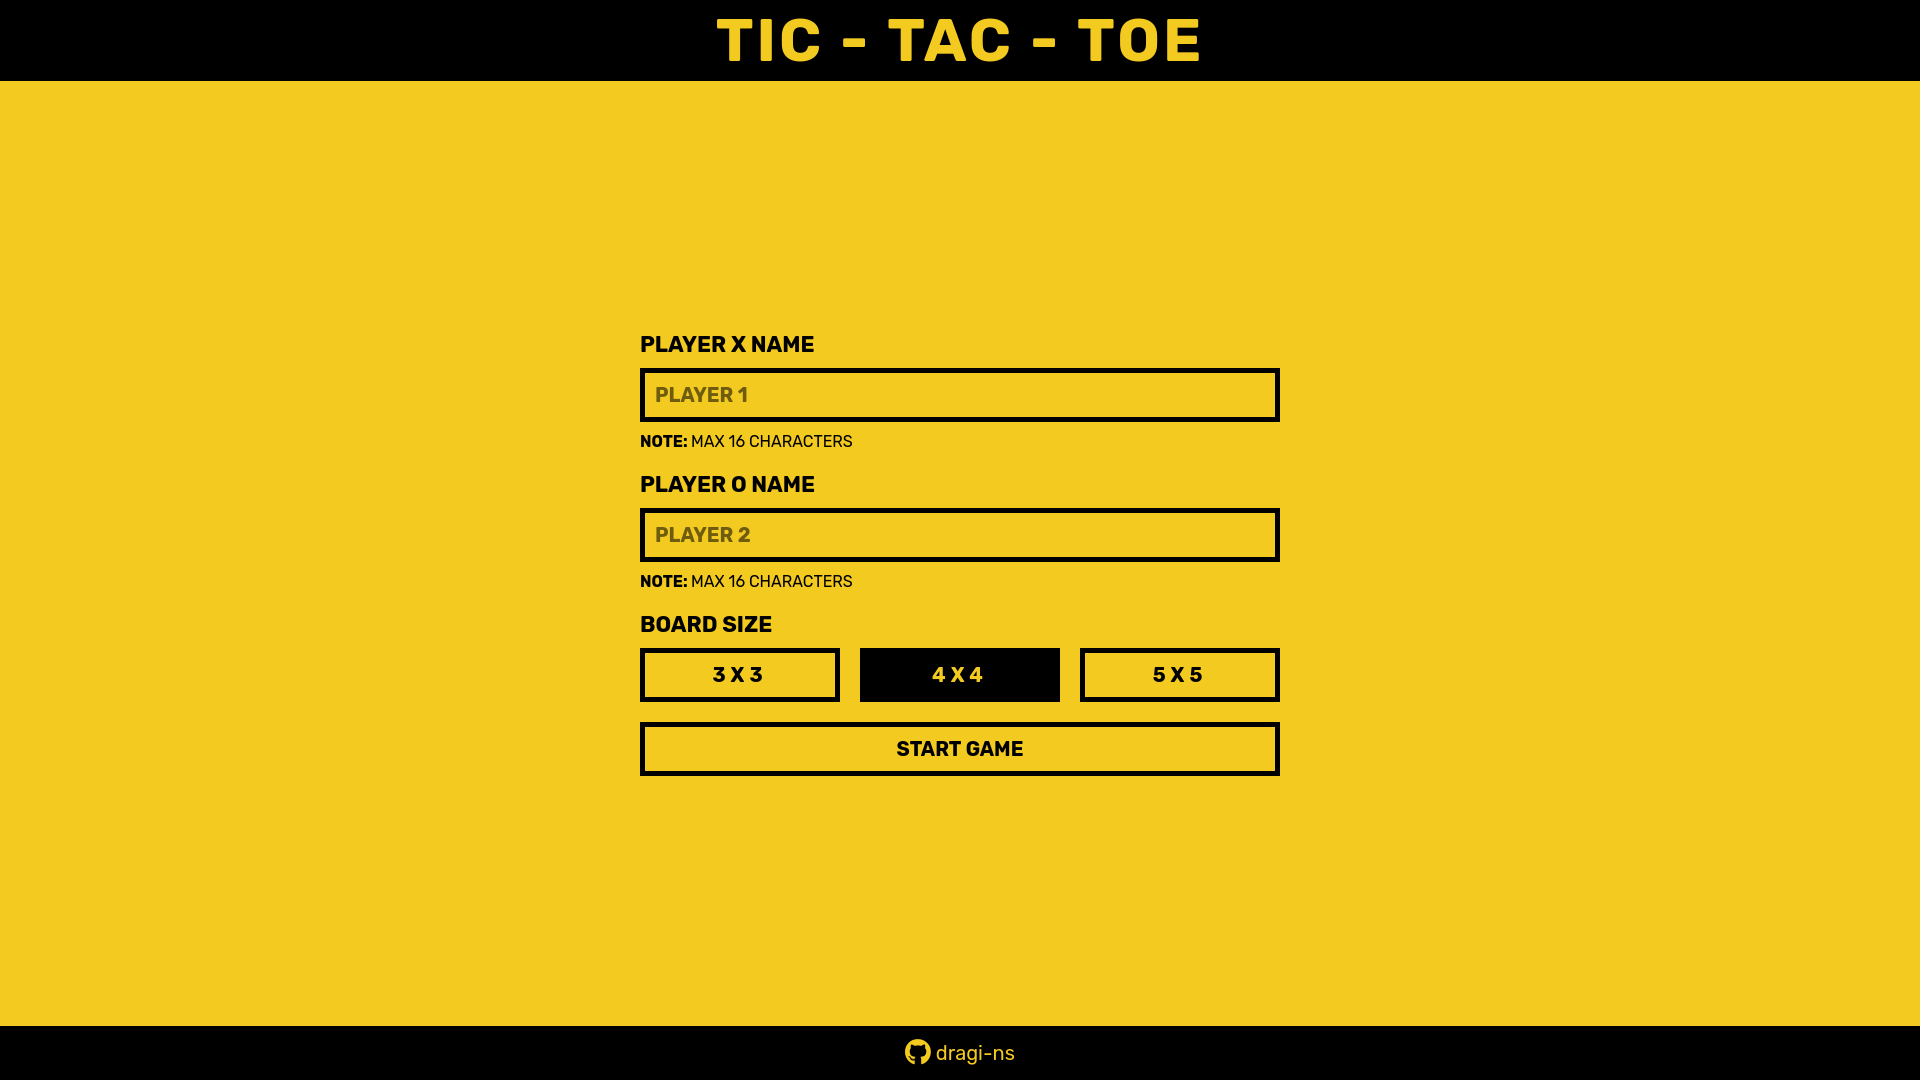 TIC - TAC - TOE
PLAYER X NAME
PLAYER 1
NOTE: MAX 16 CHARACTERS
PLAYER O NAME
PLAYER 2
NOTE: MAX 16 CHARACTERS
BOARD SIZE
3 X 3 4 X 4 5 X 5
START GAME
dragi-ns